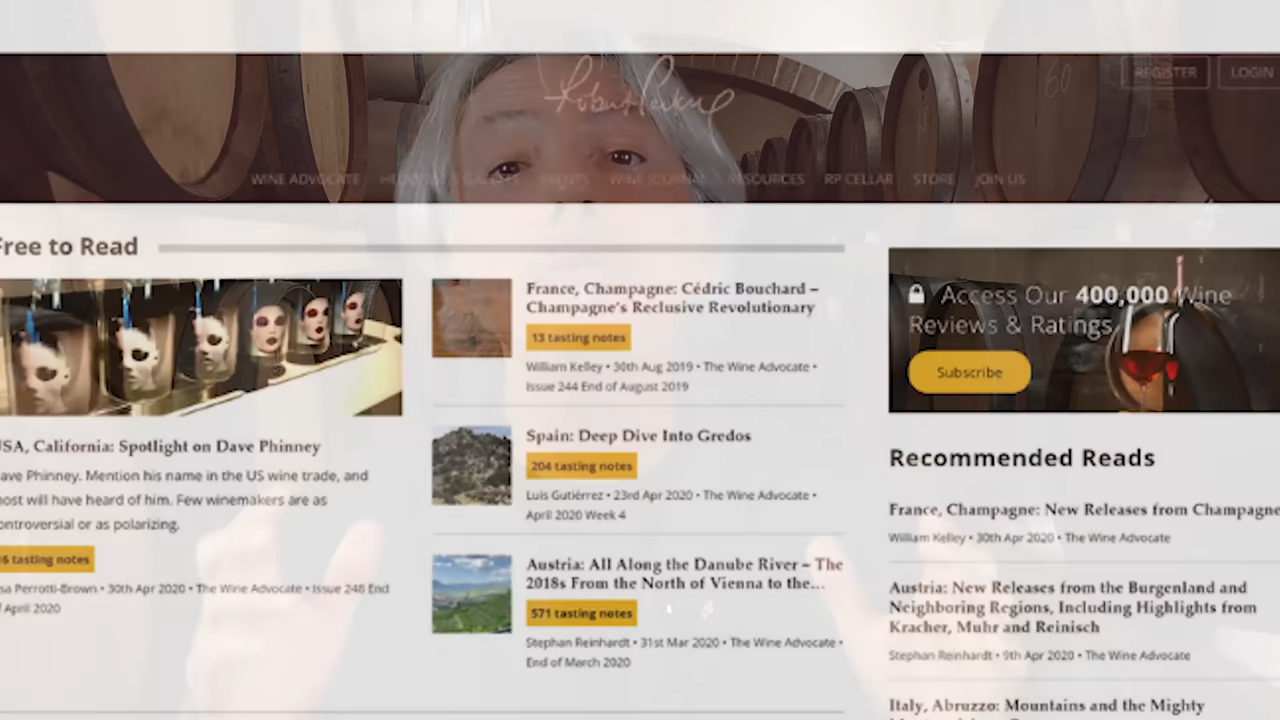 Robert Parker
REGISTER
LOGIN
WINE ADVOCATE
EVENTS
WINE JOURNAL
RESOURCES
RP CELLAR
STORE
JOIN US
Free to Read
USA, California: Spotlight on Dave Phinney
Dave Phinney. Mention his name in the US wine trade, and
most will have heard of him. Few winemakers are as
controversial or as polarizing.
6 tasting notes
sa Perrotti-Brown • 30th Apr 2020 • The Wine Advocate • Issue 248 End
f April 2020
France, Champagne: Cédric Bouchard –
Champagne's Reclusive Revolutionary
13 tasting notes
William Kelley • 30th Aug 2019 • The Wine Advocate •
Issue 244 End of August 2019
Spain: Deep Dive Into Gredos
204 tasting notes
Luis Gutiérrez • 23rd Apr 2020 • The Wine Advocate •
April 2020 Week 4
Austria: All Along the Danube River – The
2018s From the North of Vienna to the...
571 tasting notes
Stephan Reinhardt • 31st Mar 2020 • The Wine Advocate •
End of March 2020
Access Our 400,000 Wine
Reviews & Ratings
Subscribe
Recommended Reads
France, Champagne: New Releases from Champagne
William Kelley • 30th Apr 2020 • The Wine Advocate
Austria: New Releases from the Burgenland and
Neighboring Regions, Including Highlights from
Kracher, Muhr and Reinisch
Stephan Reinhardt • 9th Apr 2020 • The Wine Advocate
Italy, Abruzzo: Mountains and the Mighty